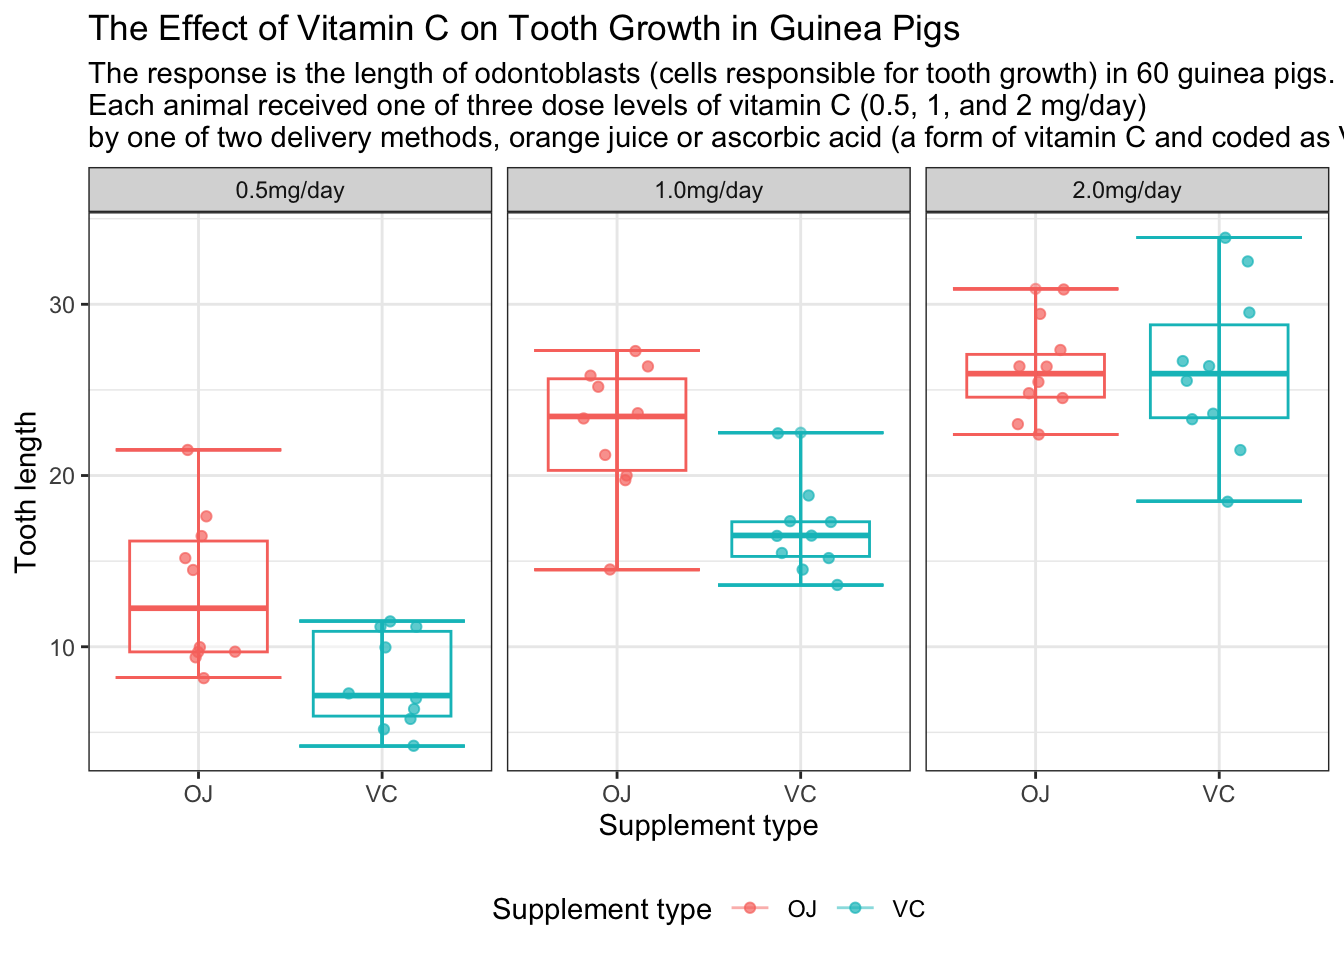 The Effect of Vitamin C on Tooth Growth in Guinea Pigs
The response is the length of odontoblasts (cells responsible for tooth growth) in 60 guinea pigs.
Each animal received one of three dose levels of vitamin C (0.5, 1, and 2 mg/day)
by one of two delivery methods, orange juice or ascorbic acid (a form of vitamin C and coded as V
0.5mg/day 1.0mg/day 2.0mg/day
Tooth length
30
20
10
OJ VC OJ VC OJ VC
Supplement type
Supplement type OJ VC